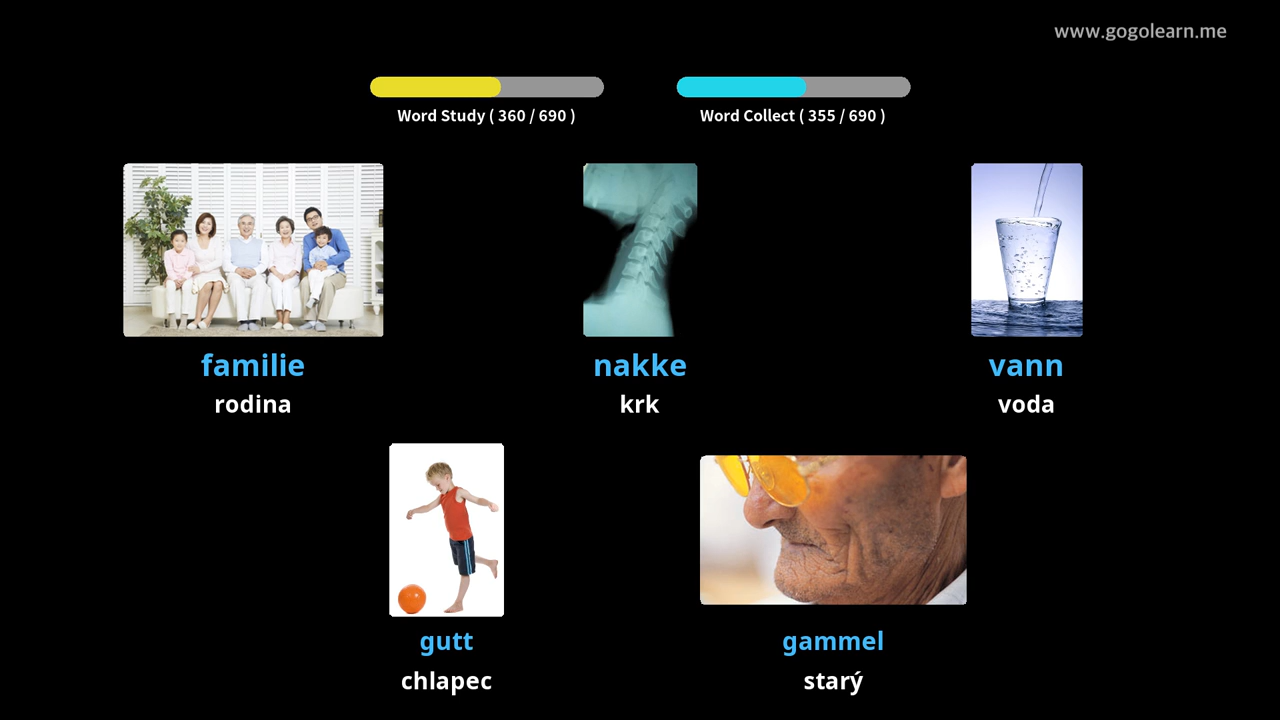 www.gogolearn.me
Word Study ( 360 / 690 )
Word Collect ( 355 / 690 )
familie
rodina
nakke
krk
vann
voda
gutt
chlapec
gammel
starý